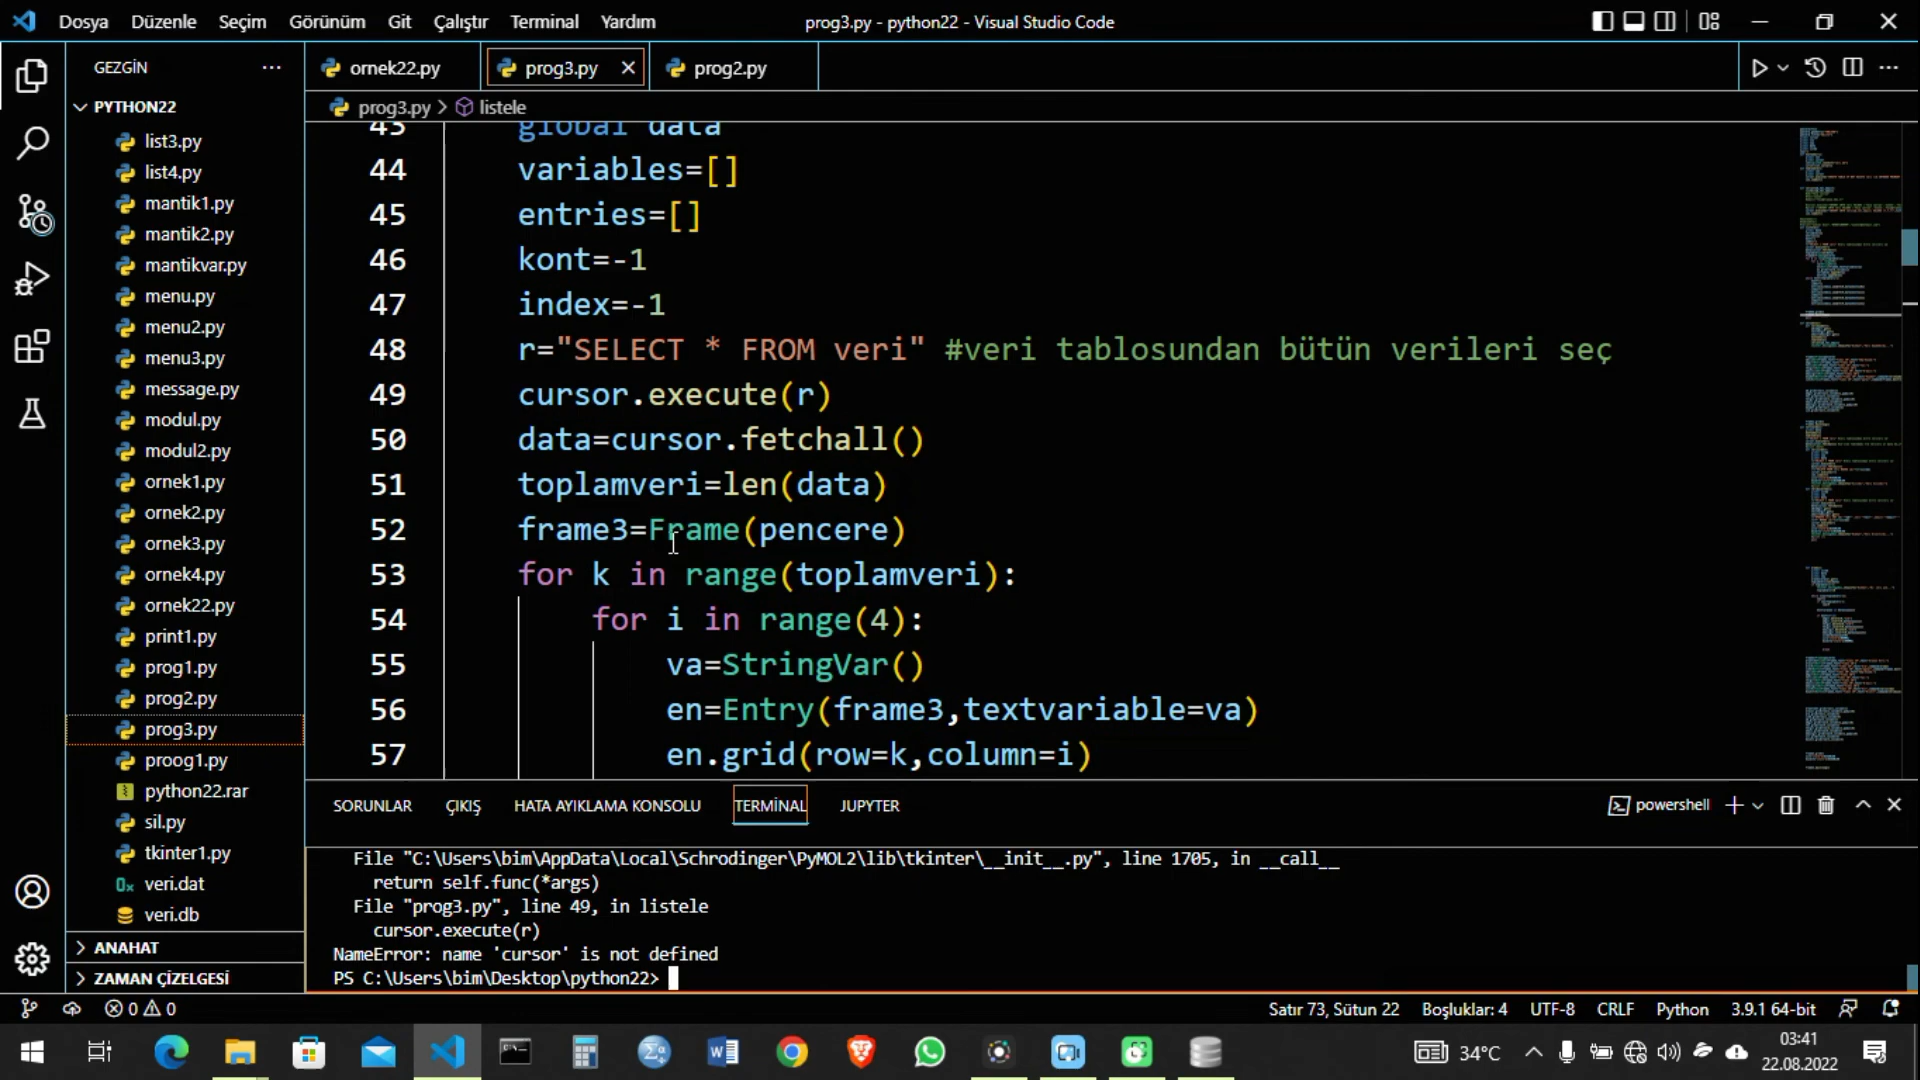 Dosya Düzenle Seçim Görünüm Git Çalıştır Terminal Yardım prog3.py - python22 - Visual Studio Code
GEZGİN
ornek22.py prog3.py prog2.py
PYTHON22
prog3.py > listele
list3.py
list4.py
mantik1.py
mantik2.py
mantikvar.py
menu.py
menu2.py
menu3.py
message.py
modul.py
modul2.py
ornek1.py
ornek2.py
ornek3.py
ornek4.py
ornek22.py
print1.py
prog1.py
prog2.py
prog3.py
proog1.py
python22.rar
sil.py
tkinter1.py
veri.dat
veri.db
ANAHAT
ZAMAN ÇİZELGESİ
43 global data
44 variables=[]
45 entries=[]
46 kont=-1
47 index=-1
48 r="SELECT * FROM veri" #veri tablosundan bütün verileri seç
49 cursor.execute(r)
50 data=cursor.fetchall()
51 toplamveri=len(data)
52 frame3=Frame(pencere)
53 for k in range(toplamveri):
54 for i in range(4):
55 va=StringVar()
56 en=Entry(frame3,textvariable=va)
57 en.grid(row=k,column=i)
SORUNLAR ÇIKIŞ HATA AYIKLAMA KONSOLU TERMİNAL JUPYTER powershell
File "C:\Users\bim\AppData\Local\Schrodinger\PyMOL2\lib\tkinter\__init__.py", line 1705, in __call__
return self.func(*args)
File "prog3.py", line 49, in listele
cursor.execute(r)
NameError: name 'cursor' is not defined
PS C:\Users\bim\Desktop\python22>
0 0 Satır 73, Sütun 22 Boşluklar: 4 UTF-8 CRLF Python 3.9.1 64-bit
34°C 03:41
22.08.2022